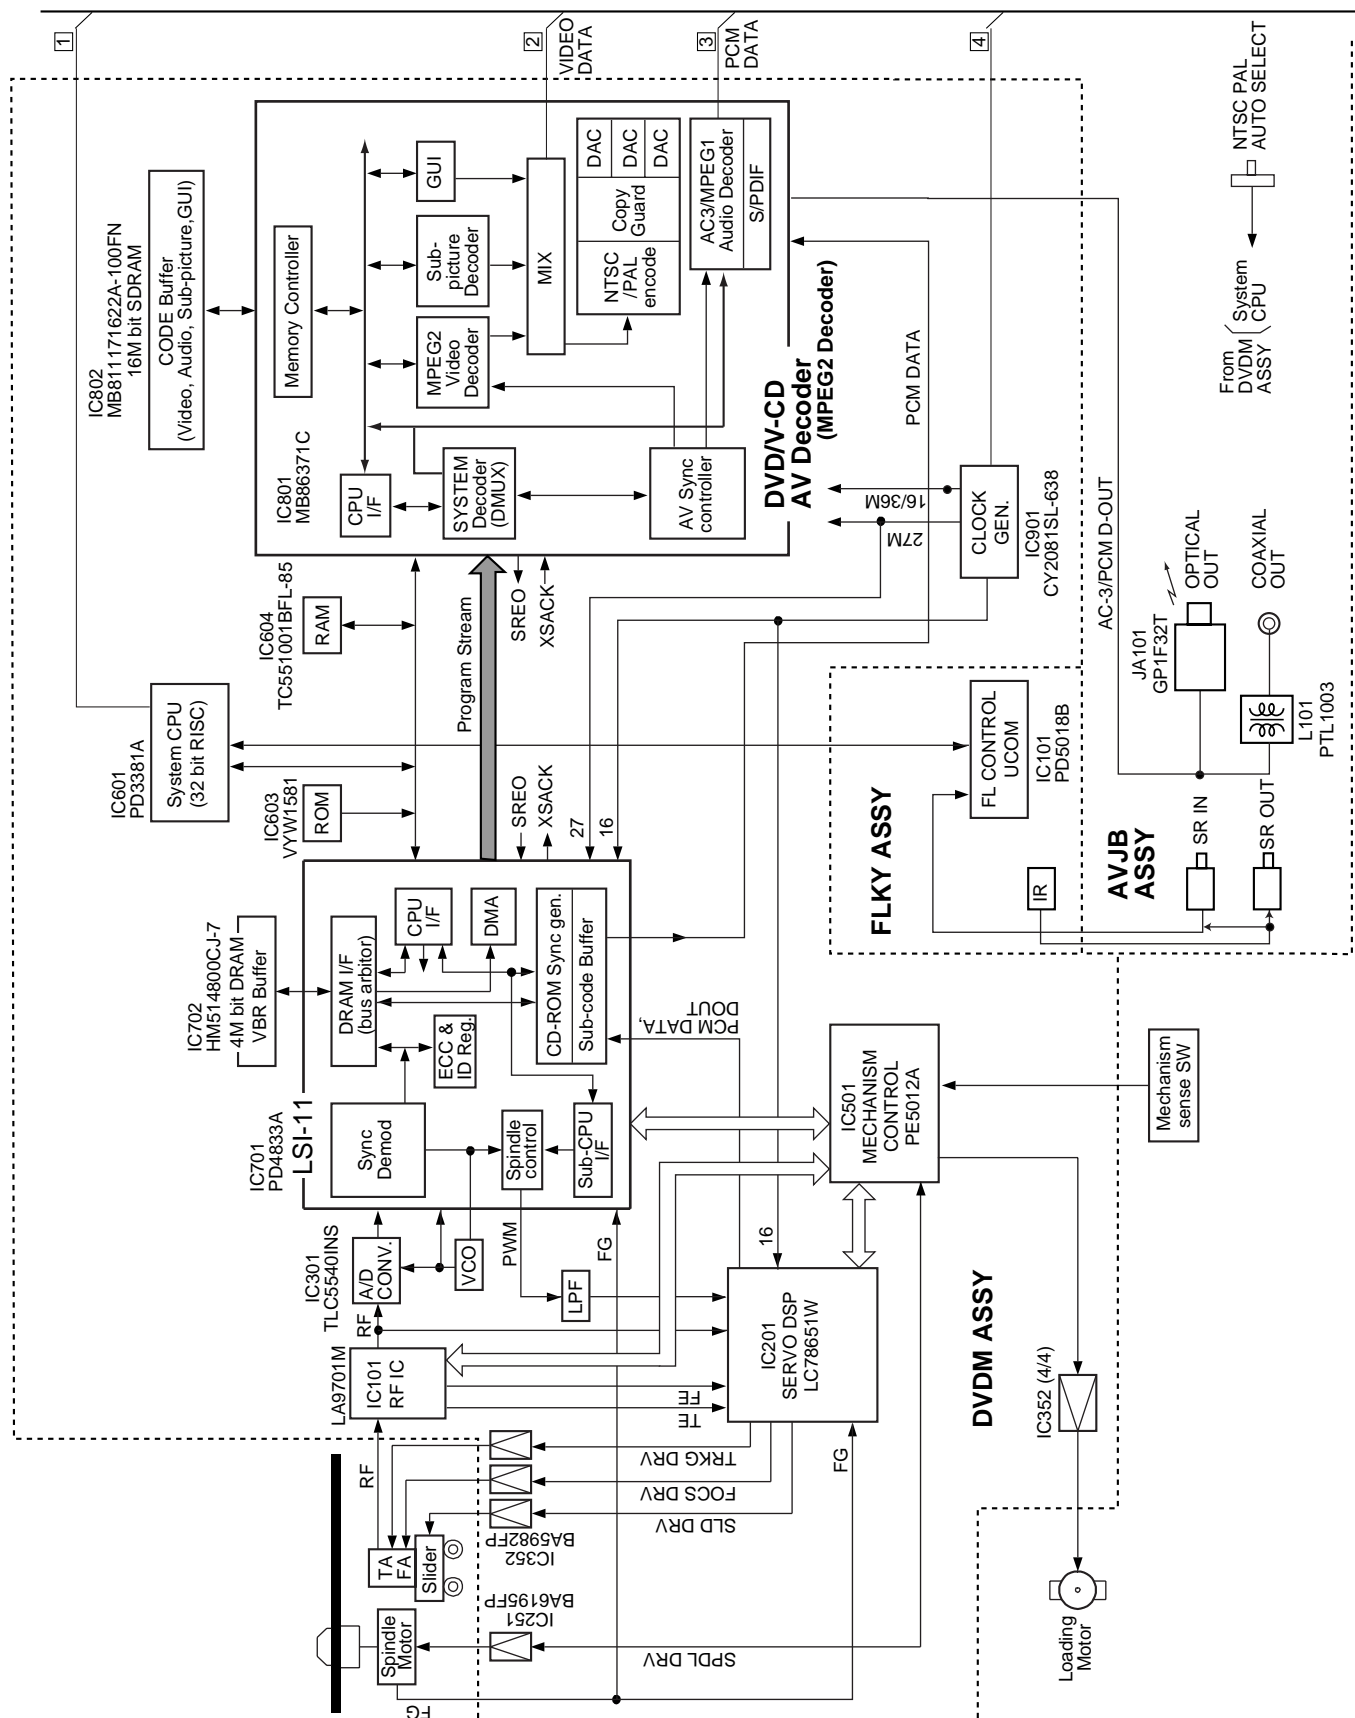 1
2
VIDEO
DATA
3
PCM
DATA
4
IC802
MB811171622A-100FN
16M bit SDRAM
CODE Buffer
(Video, Audio, Sub-picture,GUI)
IC801
MB86371C
Memory Controller
CPU
I/F
GUI
Sub-
picture
Decoder
MPEG2
Video
Decoder
SYSTEM
Decoder
(DMUX)
MIX
NTSC
/PAL
encode
Copy
Guard
DAC
DAC
DAC
AV Sync
controller
AC3/MPEG1
Audio Decoder
S/PDIF
DVD/V-CD
AV Decoder
(MPEG2 Decoder)
NTSC PAL
AUTO SELECT
From
DVDM
ASSY
System
CPU
PCM DATA
16/36M
27M
CLOCK
GEN.
IC901
CY2081SL-638
AC-3/PCM D-OUT
OPTICAL
OUT
COAXIAL
OUT
JA101
GP1F32T
L101
PTL1003
IC604
TC551001BFL-85
RAM
SREO
XSACK
Program Stream
IC601
PD3381A
System CPU
(32 bit RISC)
IC603
VYW1581
ROM
SREO
XSACK
27
16
FL CONTROL
UCOM
IC101
PD5018B
FLKY ASSY
IR
AVJB
ASSY
SR IN
SR OUT
IC702
HM514800CJ-7
4M bit DRAM
VBR Buffer
IC701
PD4833A
LSI-11
DRAM I/F
(bus arbitor)
CPU
I/F
DMA
ECC &
ID Reg.
CD-ROM Sync gen.
Sub-code Buffer
Sync
Demod
Spindle
control
Sub-CPU
I/F
PCM DATA,
DOUT
IC501
MECHANISM
CONTROL
PE5012A
Mechanism
sense SW
IC301
TLC5540INS
A/D
CONV.
VCO
PWM
LPF
FG
16
LA9701M
IC101
RF IC
RF
FE
TE
IC201
SERVO DSP
LC78651W
DVDM ASSY
IC352 (4/4)
RF
TRKG DRV
FOCS DRV
SLD DRV
FG
TA
FA
Slider
IC352
BA5982FP
IC251
BA6195FP
Spindle
Motor
SPDL DRV
FG
Loading
Motor